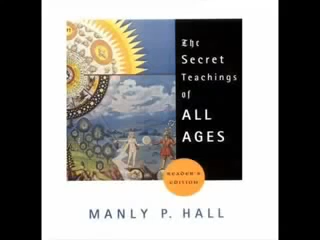 The
Secret
Teachings
of
ALL
AGES
READER'S
EDITION
MANLY P. HALL